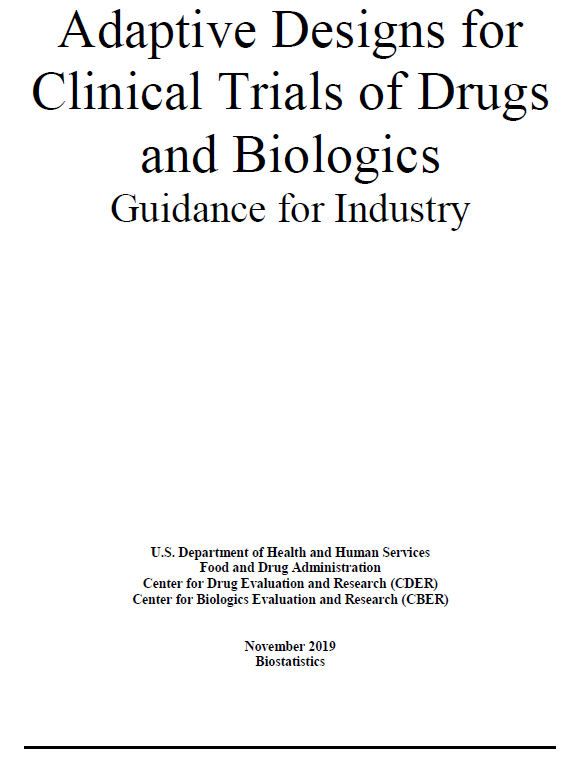 Adaptive Designs for
Clinical Trials of Drugs
and Biologics
Guidance for Industry
U.S. Department of Health and Human Services
Food and Drug Administration
Center for Drug Evaluation and Research (CDER)
Center for Biologics Evaluation and Research (CBER)
November 2019
Biostatistics